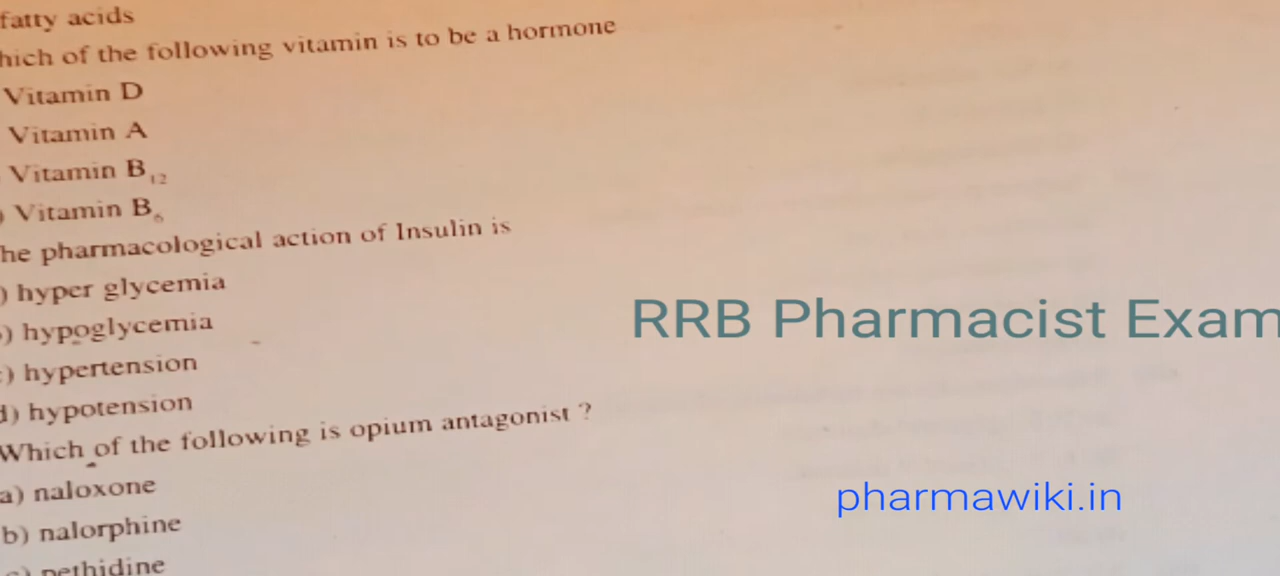 fatty acids
hich of the following vitamin is to be a hormone
Vitamin D
Vitamin A
Vitamin B12
) Vitamin B6
he pharmacological action of Insulin is
) hyper glycemia
) hypoglycemia
) hypertension
d) hypotension
Which of the following is opium antagonist ?
a) naloxone
b) nalorphine
c) pethidine
RRB Pharmacist Exam
pharmawiki.in